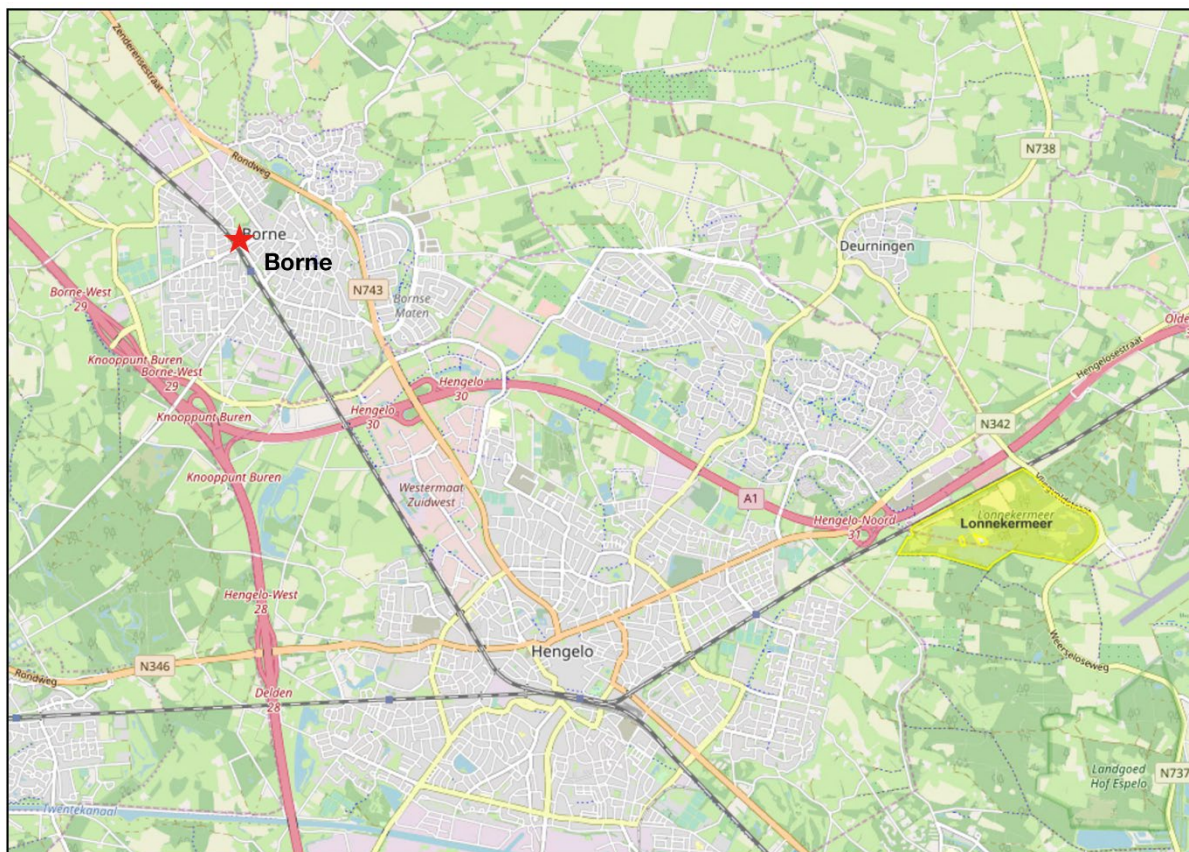 Zenderensestraat
Rondweg
N738
Borne
Borne
Deurningen
N743
Bornse
Maten
Borne-West
29
Knooppunt Buren
Borne-West
29
Knooppunt Buren
Hengelo
30
Hengelo
30
Hengelosestraat
N342
Knooppunt Buren
Westermaat
Zuidwest
A1
Hengelo-Noord
31
Lonnekermeer
Lonnekermeer
Hengelo-West
28
Hengelo
Weerseloseweg
N346
Rondweg
Delden
28
Landgoed
Hof Espelo
N737
Twentekanaal